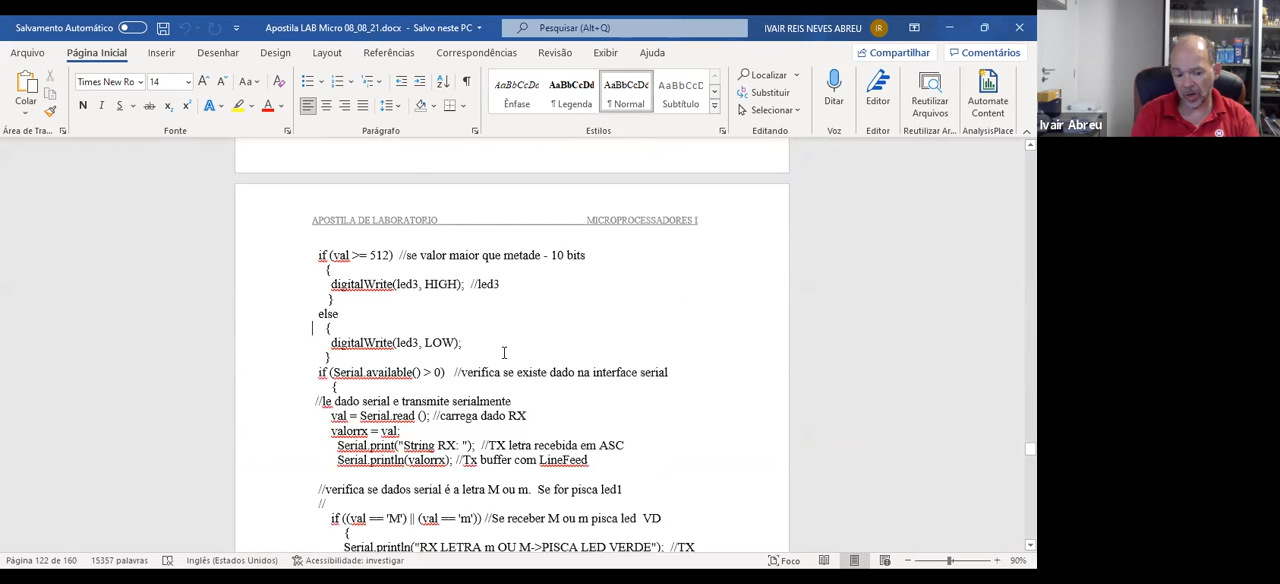 Salvamento Automático
Apostila LAB Micro 08_08_21.docx - Salvo neste PC
Pesquisar (Alt+Q)
IVAIR REIS NEVES ABREU
IR
Arquivo Página Inicial Inserir Desenhar Design Layout Referências Correspondências Revisão Exibir Ajuda
Compartilhar Comentários
Times New Ro 14
Colar
AaBbCcDc AaBbCcD AaBbCcDc AaBbCcD
Ênfase ¶ Legenda ¶ Normal Subtítulo
Localizar
Substituir
Selecionar
Ditar
Editor
Reutilizar Arquivos
Automate Content
Área de Tra... Fonte Parágrafo Estilos Editando Voz Editor Reutilizar Ar... AnalysisPlace
Ivair Abreu
APOSTILA DE LABORATORIO MICROPROCESSADORES I
if (val >= 512) //se valor maior que metade - 10 bits
{
digitalWrite(led3, HIGH); //led3
}
else
{
digitalWrite(led3, LOW);
}
if (Serial.available() > 0) //verifica se existe dado na interface serial
{
//le dado serial e transmite serialmente
val = Serial.read (); //carrega dado RX
valorrx = val;
Serial.print("String RX: "); //TX letra recebida em ASC
Serial.println(valorrx); //Tx buffer com LineFeed
//verifica se dados serial é a letra M ou m. Se for pisca led1
//
if ((val == 'M') || (val == 'm')) //Se receber M ou m pisca led VD
{
Serial.println("RX LETRA m OU M->PISCA LED VERDE"); //TX
Página 122 de 160 15357 palavras Inglês (Estados Unidos) Acessibilidade: investigar
Foco
90%